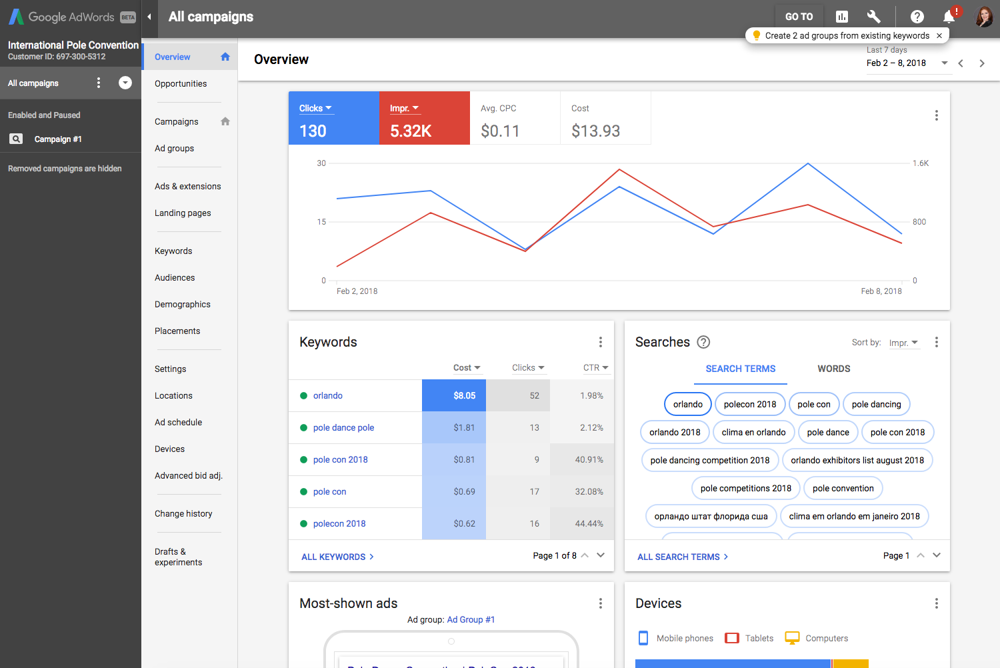 Google AdWords BETA
All campaigns
GO TO
!
Create 2 ad groups from existing keywords ×
International Pole Convention
Customer ID: 697-300-5312
All campaigns
Enabled and Paused
Campaign #1
Removed campaigns are hidden
Overview
Opportunities
Campaigns
Ad groups
Ads & extensions
Landing pages
Keywords
Audiences
Demographics
Placements
Settings
Locations
Ad schedule
Devices
Advanced bid adj.
Change history
Drafts &
experiments
Overview
Last 7 days
Feb 2 – 8, 2018
Clicks Impr. Avg. CPC Cost
130 5.32K $0.11 $13.93
30 1.6K
15 800
0 0
Feb 2, 2018 Feb 8, 2018
Keywords
Cost Clicks CTR
orlando $8.05 52 1.98%
pole dance pole $1.81 13 2.12%
pole con 2018 $0.81 9 40.91%
pole con $0.69 17 32.08%
polecon 2018 $0.62 16 44.44%
ALL KEYWORDS Page 1 of 8
Searches ? Sort by: Impr.
SEARCH TERMS WORDS
orlando polecon 2018 pole con pole dancing
orlando 2018 clima en orlando pole dance pole con 2018
pole dancing competition 2018 orlando exhibitors list august 2018
pole competitions 2018 pole convention
орландо штат флорида сша clima em orlando em janeiro 2018
ALL SEARCH TERMS Page 1
Most-shown ads
Ad group: Ad Group #1
Devices
Mobile phones Tablets Computers